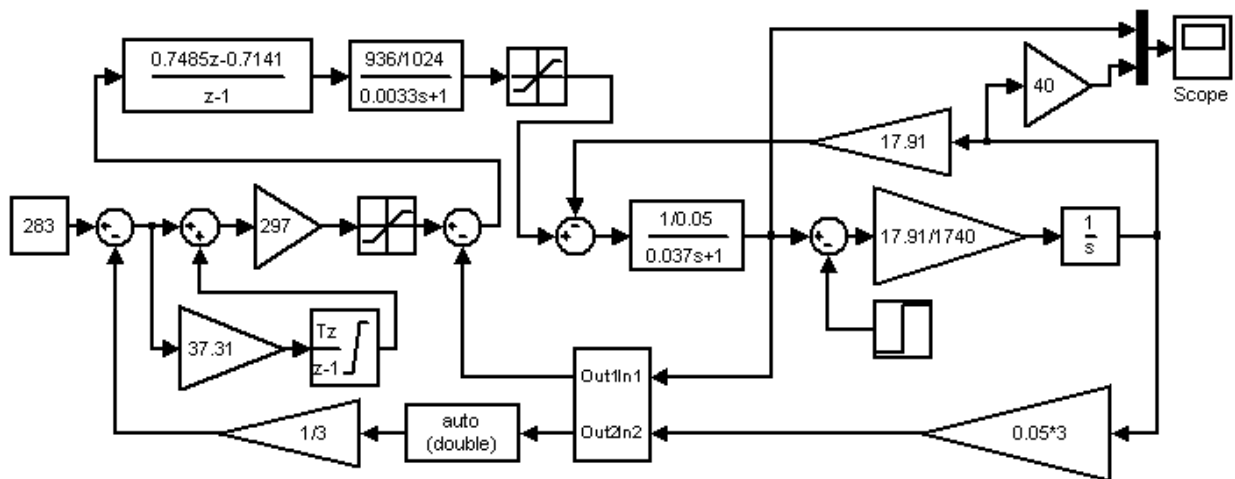 0.7485z-0.7141
z-1
936/1024
0.0033s+1
40
Scope
17.91
283
+
-
+
+
297
+
-
+
-
1/0.05
0.037s+1
+
-
17.91/1740
1
s
37.31
Tz
z-1
Out1In1
Out2In2
1/3
auto
(double)
0.05*3